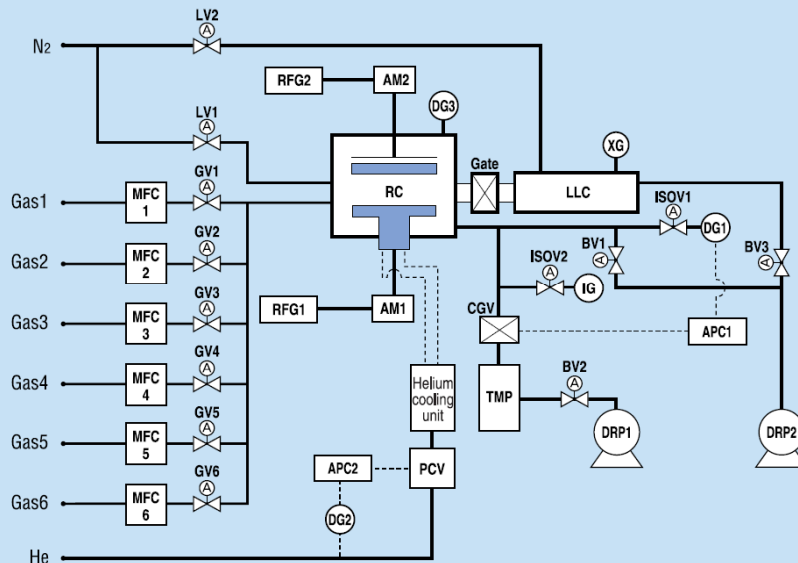 LV2
A
N2
RFG2
AM2
DG3
LV1
A
XG
Gate
GV1
A
RC
LLC
ISOV1
A
Gas1
MFC
1
DG1
GV2
A
BV1
A
BV3
A
ISOV2
A
Gas2
MFC
2
IG
GV3
A
RFG1
AM1
CGV
Gas3
MFC
3
APC1
GV4
A
Helium
cooling
unit
BV2
A
Gas4
MFC
4
TMP
GV5
A
DRP1
DRP2
Gas5
MFC
5
APC2
PCV
GV6
A
Gas6
MFC
6
DG2
He